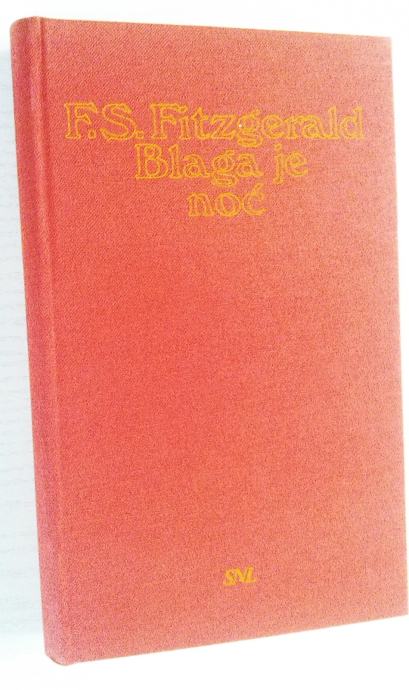 F.S. Fitzgerald
Blaga je
noć
SNL